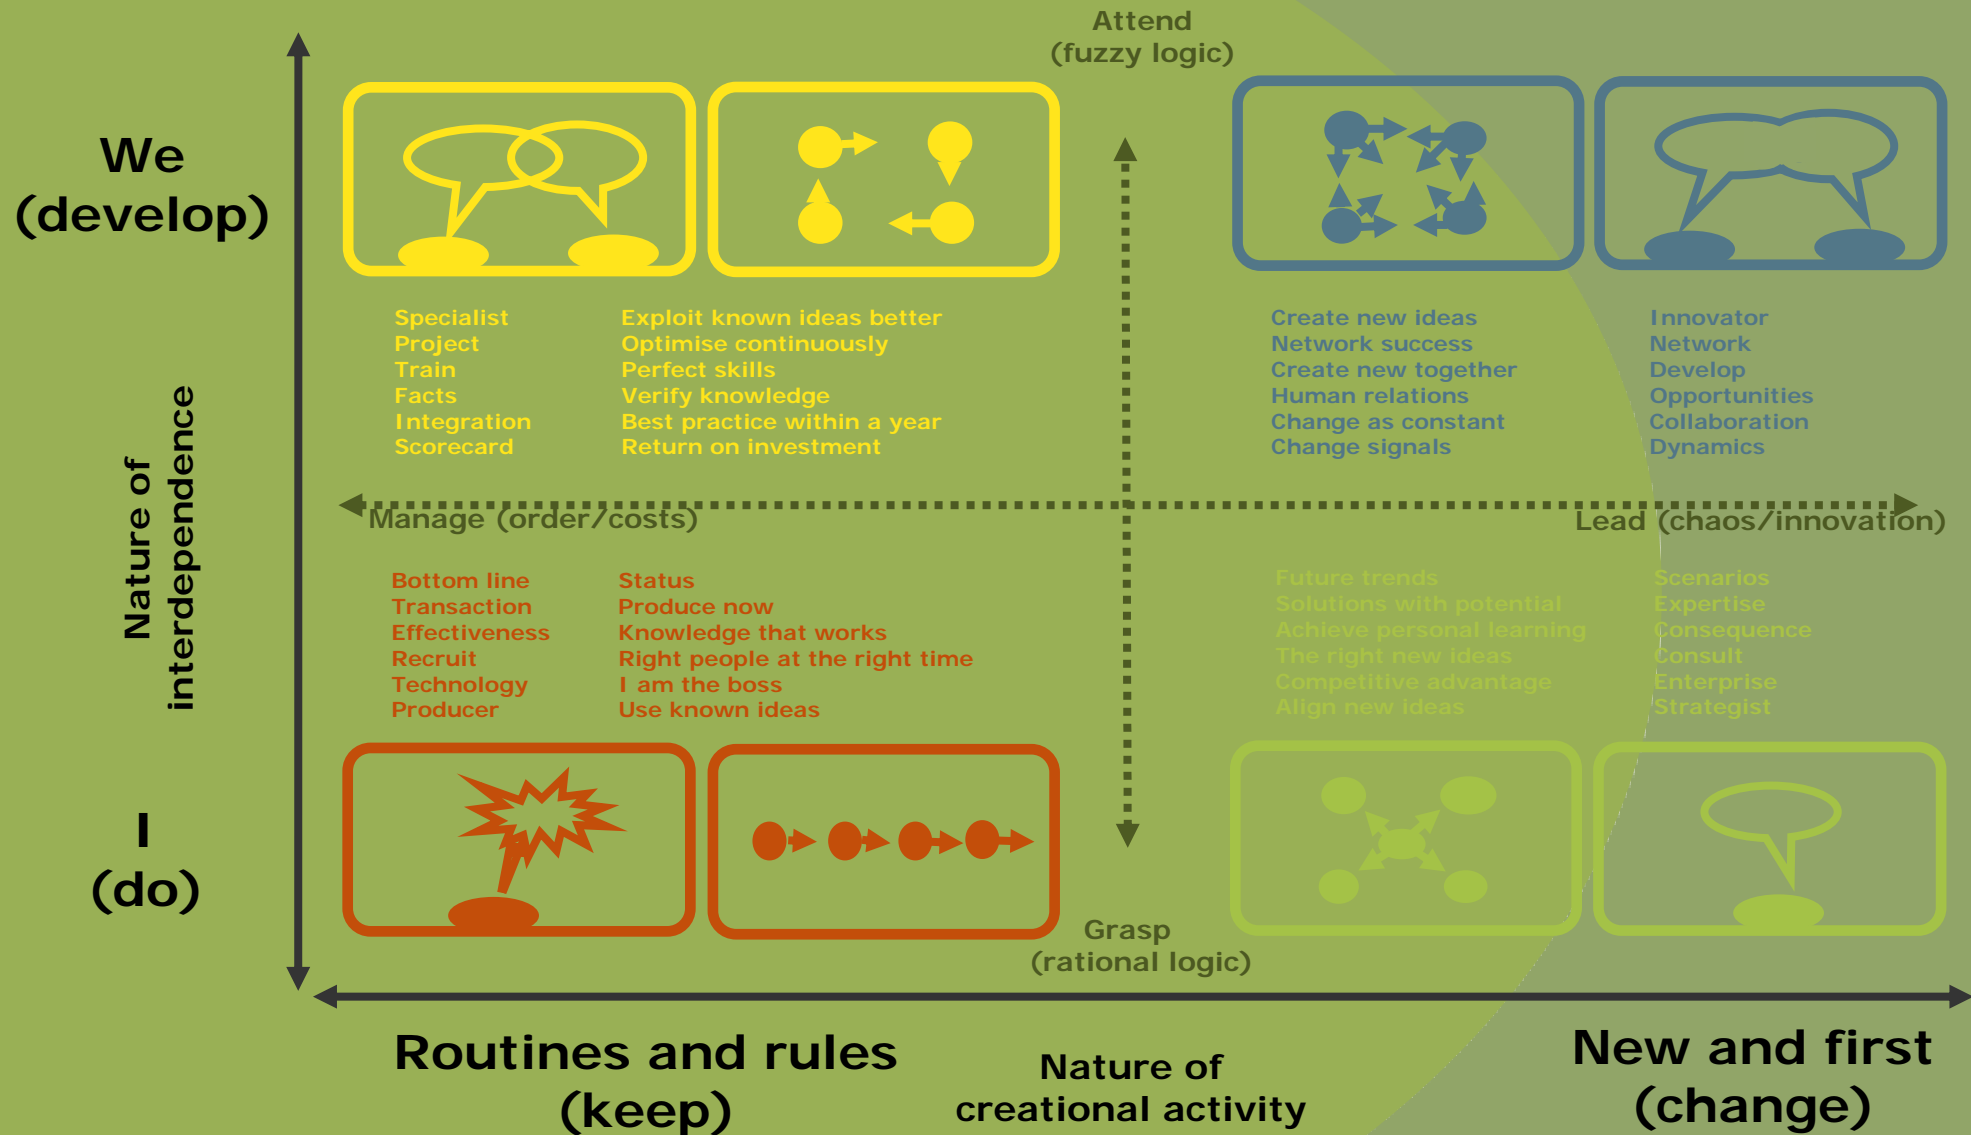 Attend
(fuzzy logic)
We
(develop)
Specialist
Project
Train
Facts
Integration
Scorecard
Exploit known ideas better
Optimise continuously
Perfect skills
Verify knowledge
Best practice within a year
Return on investment
Create new ideas
Network success
Create new together
Human relations
Change as constant
Change signals
Innovator
Network
Develop
Opportunities
Collaboration
Dynamics
Nature of
interdependence
Manage (order/costs)
Lead (chaos/innovation)
Bottom line
Transaction
Effectiveness
Recruit
Technology
Producer
Status
Produce now
Knowledge that works
Right people at the right time
I am the boss
Use known ideas
Future trends
Solutions with potential
Achieve personal learning
The right new ideas
Competitive advantage
Align new ideas
Scenarios
Expertise
Consequence
Consult
Enterprise
Strategist
I
(do)
Grasp
(rational logic)
Routines and rules
(keep)
Nature of
creational activity
New and first
(change)